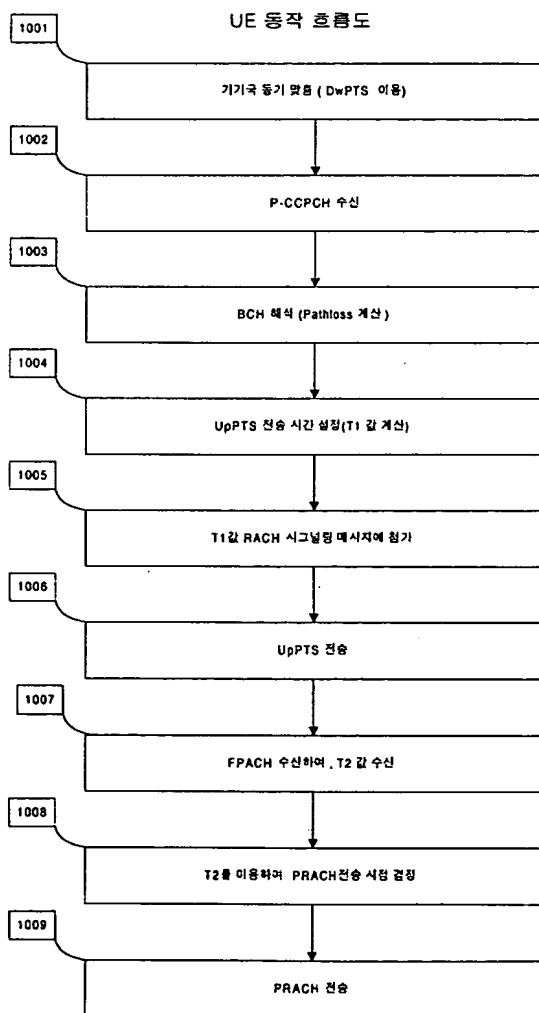 UE 동작 흐름도
1001
기기국 동기 맞춤 ( DwPTS 이용)
1002
P-CCPCH 수신
1003
BCH 해석 (Pathloss 계산 )
1004
UpPTS 전송 시간 설정(T1 값 계산)
1005
T1값 RACH 시그널링 메시지에 첨가
1006
UpPTS 전송
1007
FPACH 수신하여 , T2 값 수신
1008
T2를 이용하여 PRACH전송 시점 결정
1009
PRACH 전송